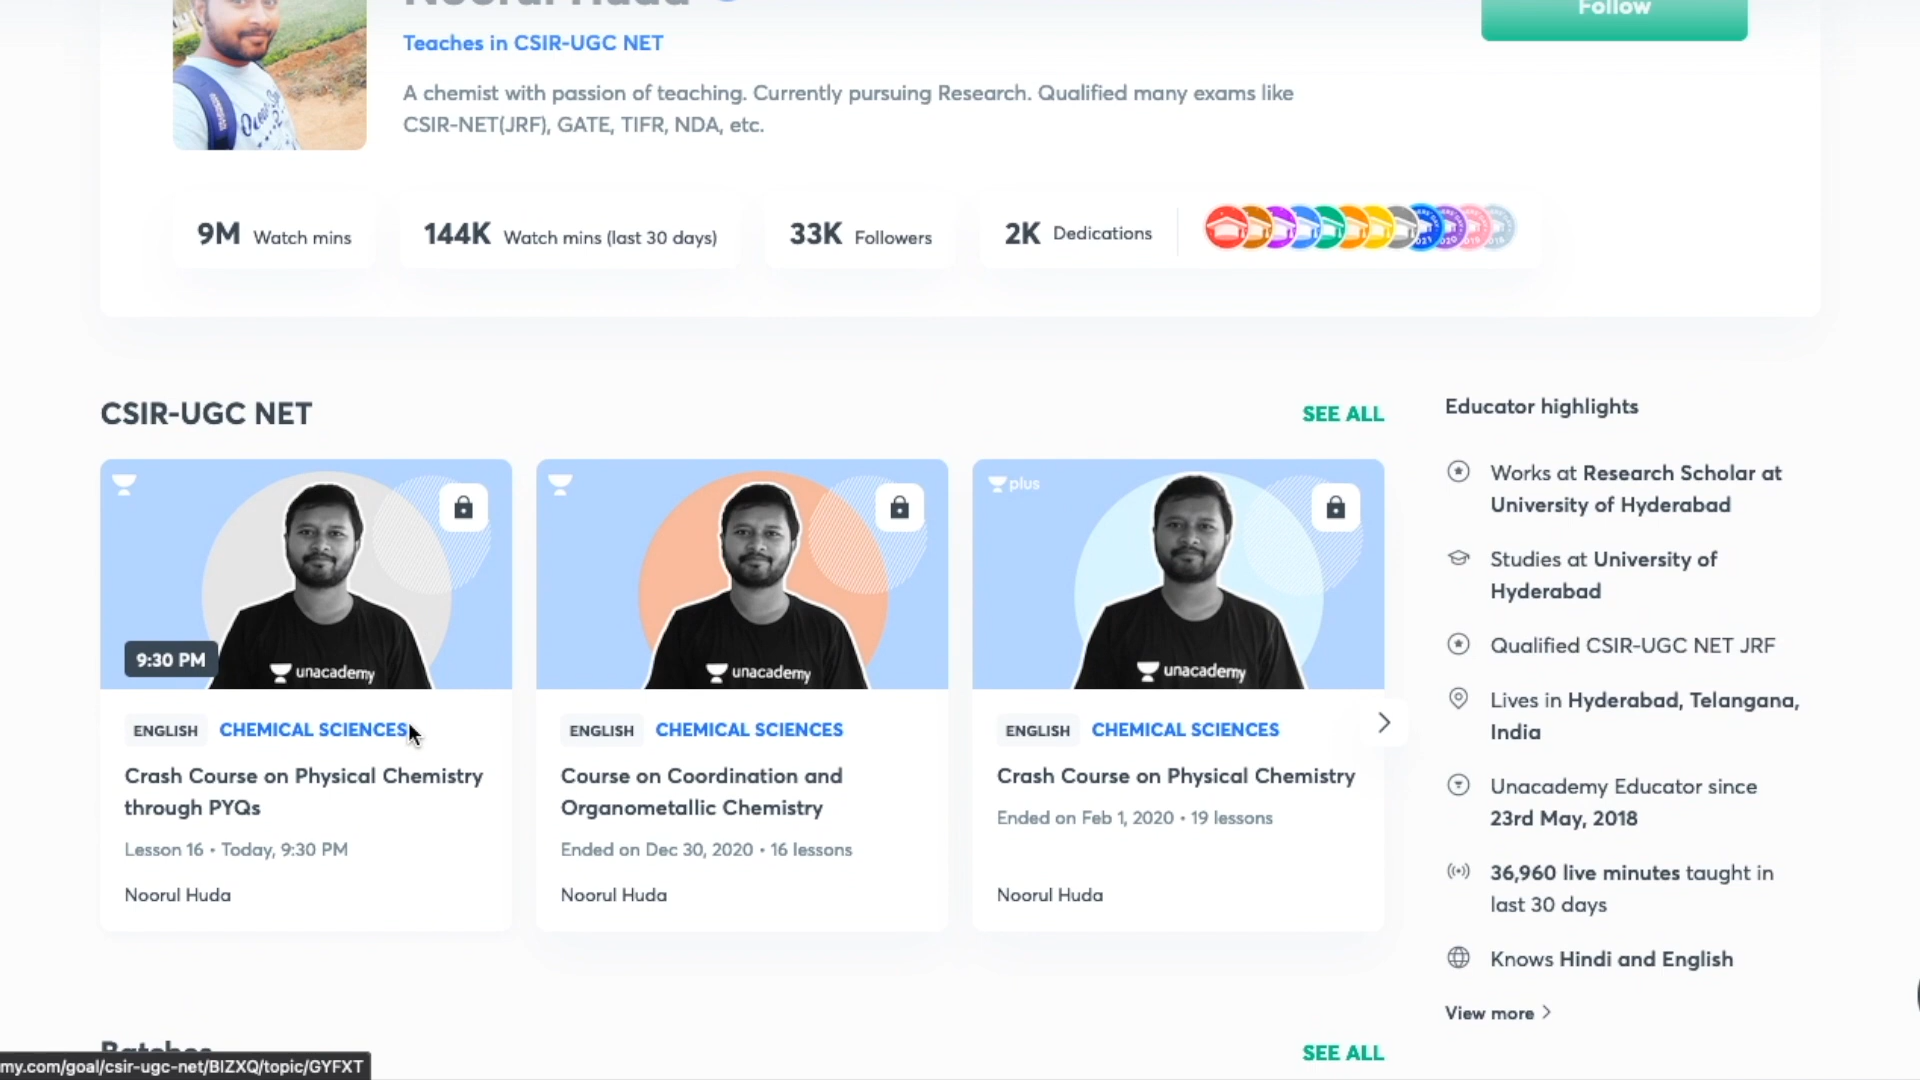 Noorul Huda
Follow
Teaches in CSIR-UGC NET
A chemist with passion of teaching. Currently pursuing Research. Qualified many exams like
CSIR-NET(JRF), GATE, TIFR, NDA, etc.
9M Watch mins
144K Watch mins (last 30 days)
33K Followers
2K Dedications
CSIR-UGC NET
SEE ALL
9:30 PM
unacademy
ENGLISH CHEMICAL SCIENCES
Crash Course on Physical Chemistry
through PYQs
Lesson 16 • Today, 9:30 PM
Noorul Huda
unacademy
ENGLISH CHEMICAL SCIENCES
Course on Coordination and
Organometallic Chemistry
Ended on Dec 30, 2020 • 16 lessons
Noorul Huda
plus
unacademy
ENGLISH CHEMICAL SCIENCES
Crash Course on Physical Chemistry
Ended on Feb 1, 2020 • 19 lessons
Noorul Huda
Educator highlights
Works at Research Scholar at
University of Hyderabad
Studies at University of
Hyderabad
Qualified CSIR-UGC NET JRF
Lives in Hyderabad, Telangana,
India
Unacademy Educator since
23rd May, 2018
36,960 live minutes taught in
last 30 days
Knows Hindi and English
View more
Batches
SEE ALL
my.com/goal/csir-ugc-net/BIZXQ/topic/GYFXT